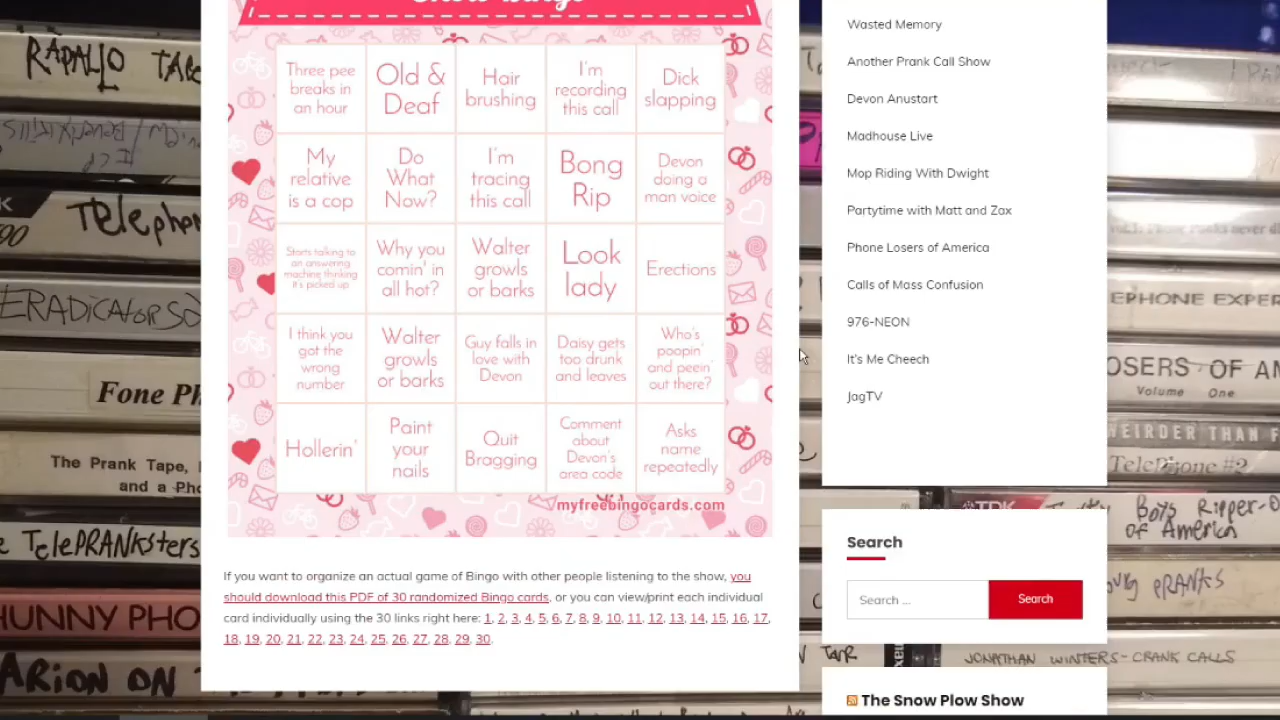 Show Bingo
Three pee
breaks in
an hour
Old &
Deaf
Hair
brushing
I'm
recording
this call
Dick
slapping
My
relative
is a cop
Do
What
Now?
I'm
tracing
this call
Bong
Rip
Devon
doing a
man voice
Starts talking to
an answering
machine thinking
it's picked up
Why you
comin' in
all hot?
Walter
growls
or barks
Look
lady
Erections
I think you
got the
wrong
number
Walter
growls
or barks
Guy falls in
love with
Devon
Daisy gets
too drunk
and leaves
Who's
poopin'
and peein'
out there?
Hollerin'
Paint
your
nails
Quit
Bragging
Comment
about
Devon's
area code
Asks
name
repeatedly
myfreebingocards.com
If you want to organize an actual game of Bingo with other people listening to the show, you
should download this PDF of 30 randomized Bingo cards, or you can view/print each individual
card individually using the 30 links right here: 1, 2, 3, 4, 5, 6, 7, 8, 9, 10, 11, 12, 13, 14, 15, 16, 17,
18, 19, 20, 21, 22, 23, 24, 25, 26, 27, 28, 29, 30.
Wasted Memory
Another Prank Call Show
Devon Anustart
Madhouse Live
Mop Riding With Dwight
Partytime with Matt and Zax
Phone Losers of America
Calls of Mass Confusion
976-NEON
It's Me Cheech
JagTV
Search
Search ...
Search
The Snow Plow Show
RAPALJO TAP
Telephon
ERADiCAToR
Fone Ph
The Prank Tape,
and a Pho
TelePRANKsters
HUNNY PHO
ARiON ON
EPHONE EXPER
OSERS OF AM
Volume One
WEIRDER THAN F
Telephone #2
TDK
Boys Ripper-O
of America
PRANKS
JONATHAN WINTERS-CRANK CALLS